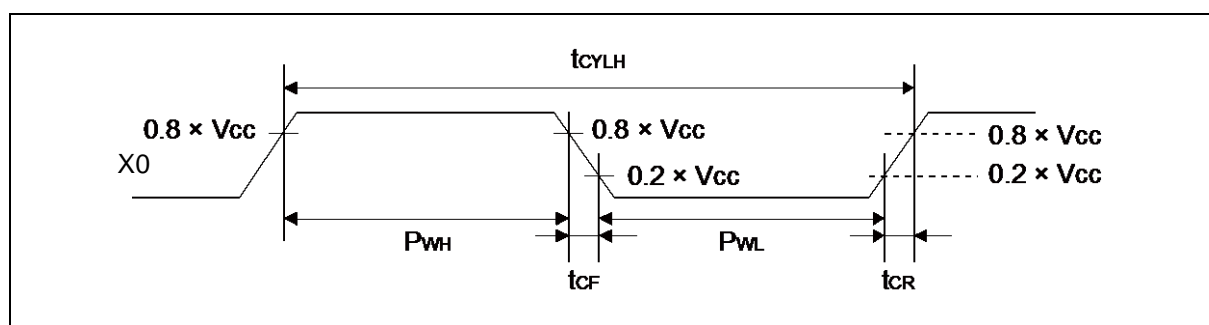 tCYLH
0.8 × VCC
0.8 × VCC
0.8 × VCC
X0
0.2 × VCC
0.2 × VCC
PWH
PWL
tCF
tCR